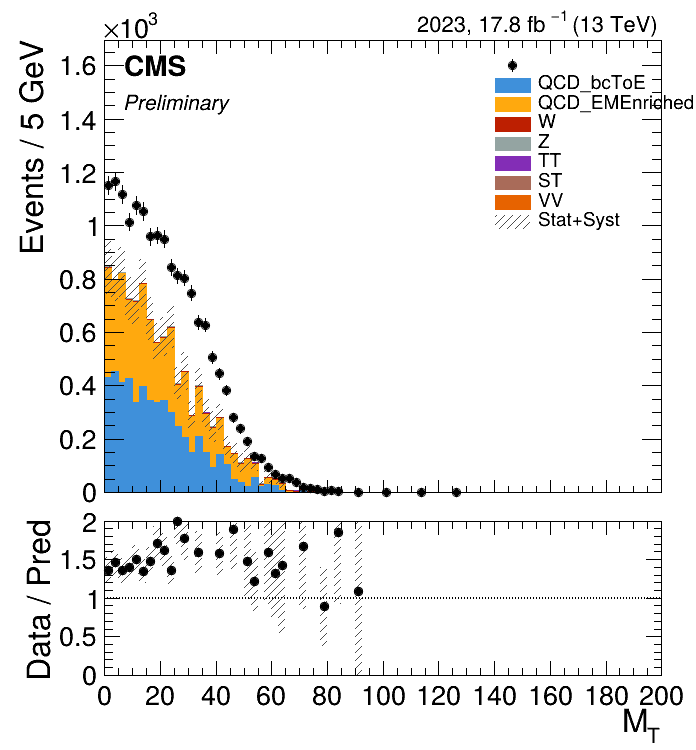 ×10³
2023, 17.8 fb⁻¹ (13 TeV)
Events / 5 GeV
CMS
Preliminary
QCD_bcToE
QCD_EMEnriched
W
Z
TT
ST
VV
Stat+Syst
1.6
1.4
1.2
1
0.8
0.6
0.4
0.2
0
Data / Pred
2
1.5
1
0.5
0
0 20 40 60 80 100 120 140 160 180 200
M_T